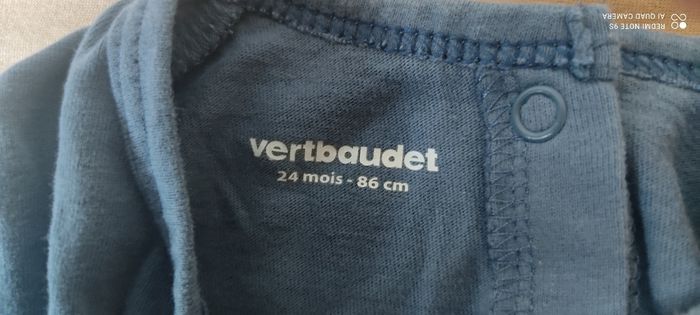 REDMI NOTE 9S
AI QUAD CAMERA
vertbaudet
24 mois - 86 cm